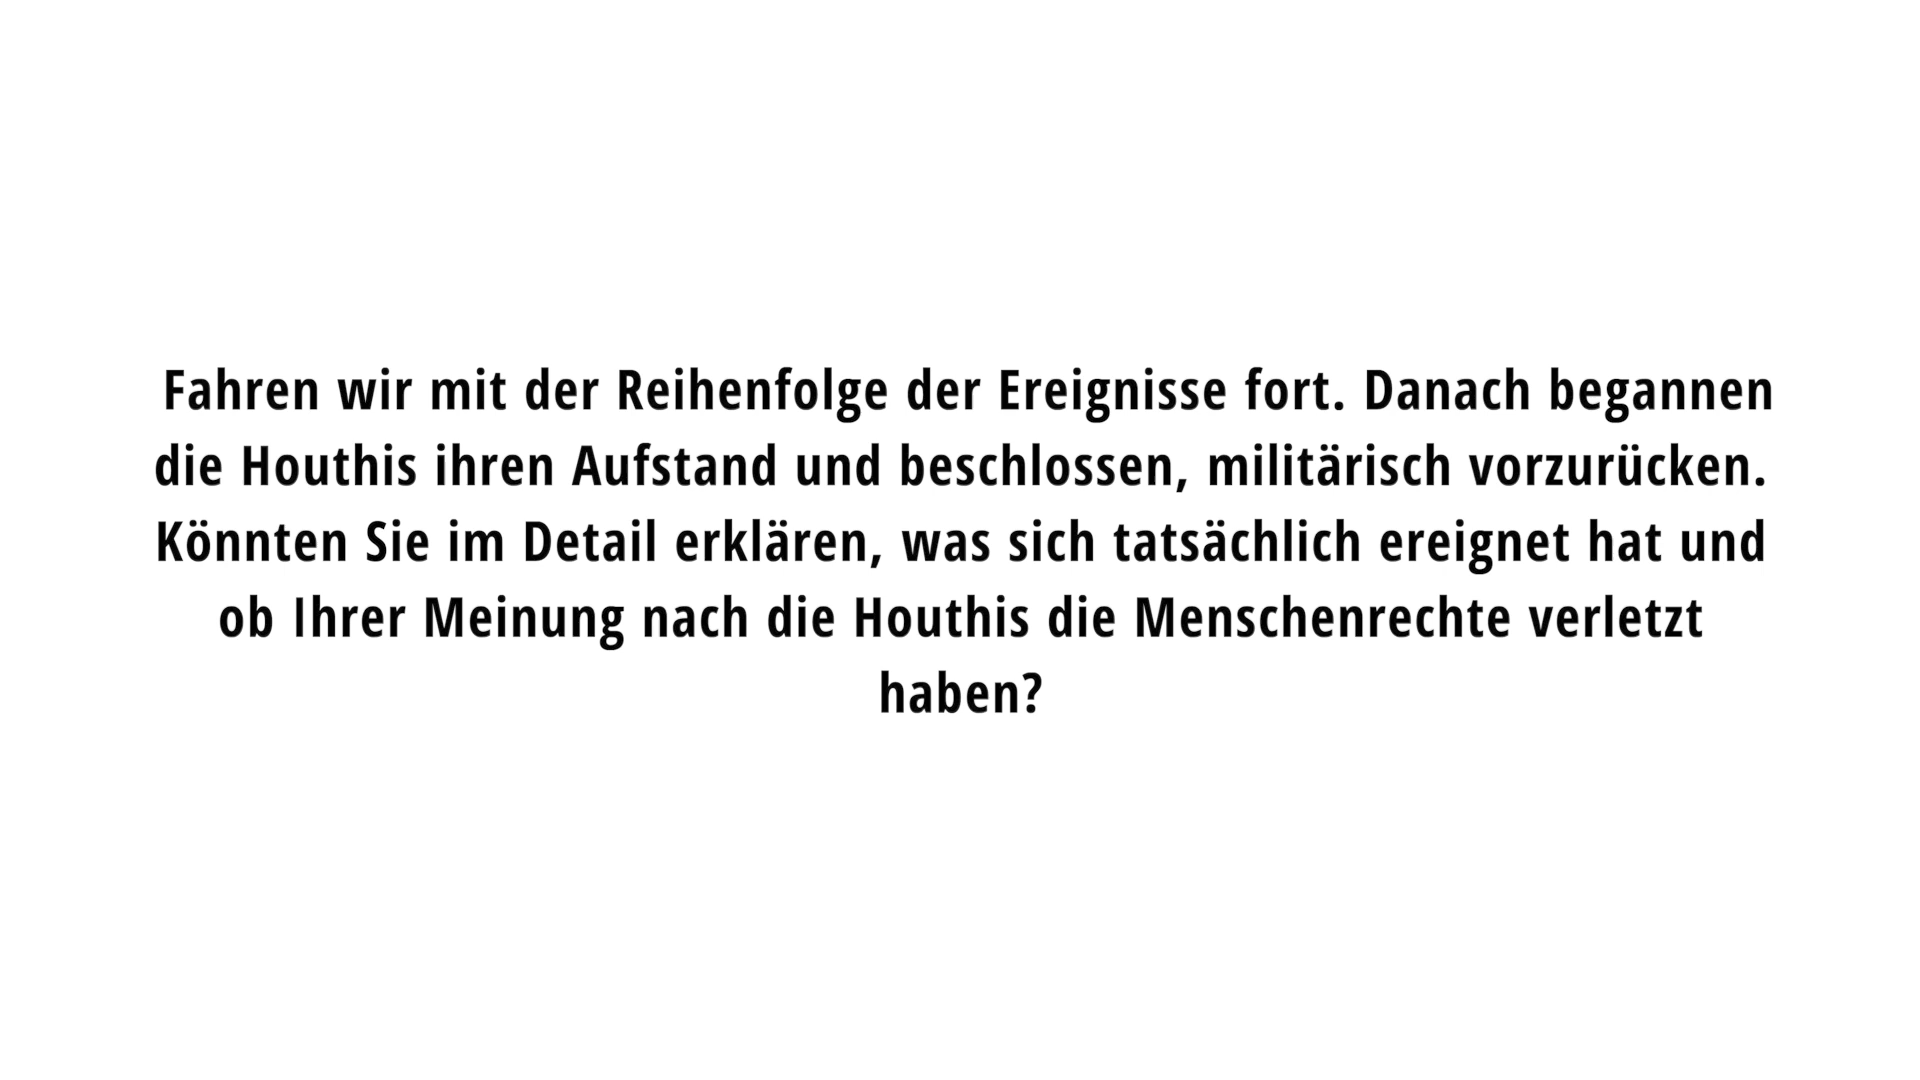 Fahren wir mit der Reihenfolge der Ereignisse fort. Danach begannen
die Houthis ihren Aufstand und beschlossen, militärisch vorzurücken.
Könnten Sie im Detail erklären, was sich tatsächlich ereignet hat und
ob Ihrer Meinung nach die Houthis die Menschenrechte verletzt
haben?